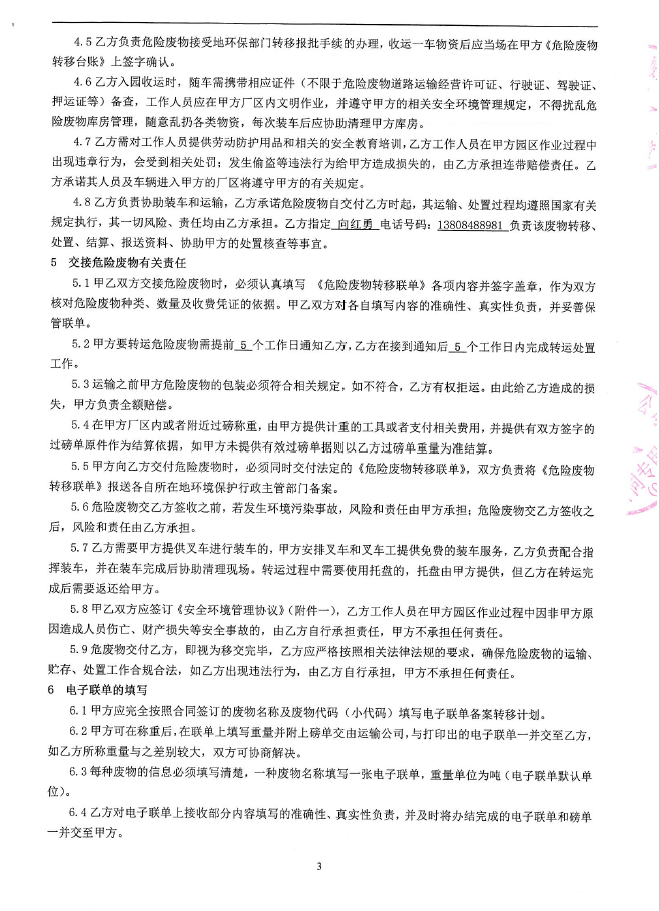 4.5乙方负责危险废物接受地环保部门转移报批手续的办理，收运一车物资后应当场在甲方《危险废物
转移台账》上签字确认。
4.6乙方入园收运时，随车需携带相应证件（不限于危险废物道路运输经营许可证、行驶证、驾驶证、
押运证等）备查，工作人员应在甲方厂区内文明作业，并遵守甲方的相关安全环境管理规定，不得扰乱危
险废物库房管理，随意乱扔各类物资，每次装车后应协助清理甲方库房。
4.7乙方需对工作人员提供劳动防护用品和相关的安全教育培训，乙方工作人员在甲方园区作业过程中
出现违章行为，会受到相关处罚；发生偷盗等违法行为给甲方造成损失的，由乙方承担连带赔偿责任。乙
方承诺其人员及车辆进入甲方的厂区将遵守甲方的有关规定。
4.8乙方负责协助装车和运输，乙方承诺危险废物自交付乙方时起，其运输、处置过程均遵照国家有关
规定执行，其一切风险、责任均由乙方承担。乙方指定 向红勇 电话号码：13808488981 负责该废物转移、
处置、结算、报送资料、协助甲方的处置核查等事宜。
5 交接危险废物有关责任
5.1甲乙双方交接危险废物时，必须认真填写 《危险废物转移联单》各项内容并签字盖章，作为双方
核对危险废物种类、数量及收费凭证的依据。甲乙双方对各自填写内容的准确性、真实性负责，并妥善保
管联单。
5.2甲方要转运危险废物需提前 5 个工作日通知乙方，乙方在接到通知后 5 个工作日内完成转运处置
工作。
5.3运输之前甲方危险废物的包装必须符合相关规定。如不符合，乙方有权拒运。由此给乙方造成的损
失，甲方负责全额赔偿。
5.4在甲方厂区内或者附近过磅称重，由甲方提供计重的工具或者支付相关费用，并提供有双方签字的
过磅单原件作为结算依据，如甲方未提供有效过磅单据则以乙方过磅单重量为准结算。
5.5甲方向乙方交付危险废物时，必须同时交付法定的《危险废物转移联单》，双方负责将《危险废物
转移联单》报送各自所在地环境保护行政主管部门备案。
5.6危险废物交乙方签收之前，若发生环境污染事故，风险和责任由甲方承担；危险废物交乙方签收之
后，风险和责任由乙方承担。
5.7乙方需要甲方提供叉车进行装车的，甲方安排叉车和叉车工提供免费的装车服务，乙方负责配合指
挥装车，并在装车完成后协助清理现场。转运过程中需要使用托盘的，托盘由甲方提供，但乙方在转运完
成后需要返还给甲方。
5.8甲乙双方应签订《安全环境管理协议》（附件一），乙方工作人员在甲方园区作业过程中因非甲方原
因造成人员伤亡、财产损失等安全事故的，由乙方自行承担责任，甲方不承担任何责任。
5.9危废物交付乙方，即视为移交完毕，乙方应严格按照相关法律法规的要求，确保危险废物的运输、
贮存、处置工作合规合法，如乙方出现违法行为，由乙方自行承担，甲方不承担任何责任。
6 电子联单的填写
6.1甲方应完全按照合同签订的废物名称及废物代码（小代码）填写电子联单备案转移计划。
6.2甲方可在称重后，在联单上填写重量并附上磅单交由运输公司，与打印出的电子联单一并交至乙方，
如乙方所称重量与之差别较大，双方可协商解决。
6.3每种废物的信息必须填写清楚，一种废物名称填写一张电子联单，重量单位为吨（电子联单默认单
位）。
6.4乙方对电子联单上接收部分内容填写的准确性、真实性负责，并及时将办结完成的电子联单和磅单
一并交至甲方。
3